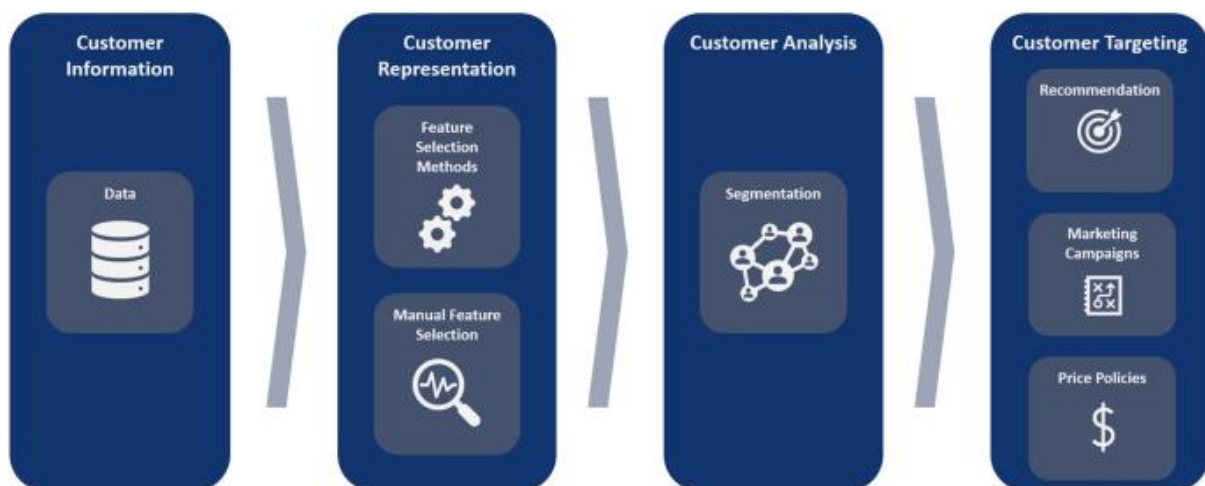 Customer
Information
Data
Customer
Representation
Feature
Selection
Methods
Manual Feature
Selection
Customer Analysis
Segmentation
Customer Targeting
Recommendation
Marketing
Campaigns
Price Policies